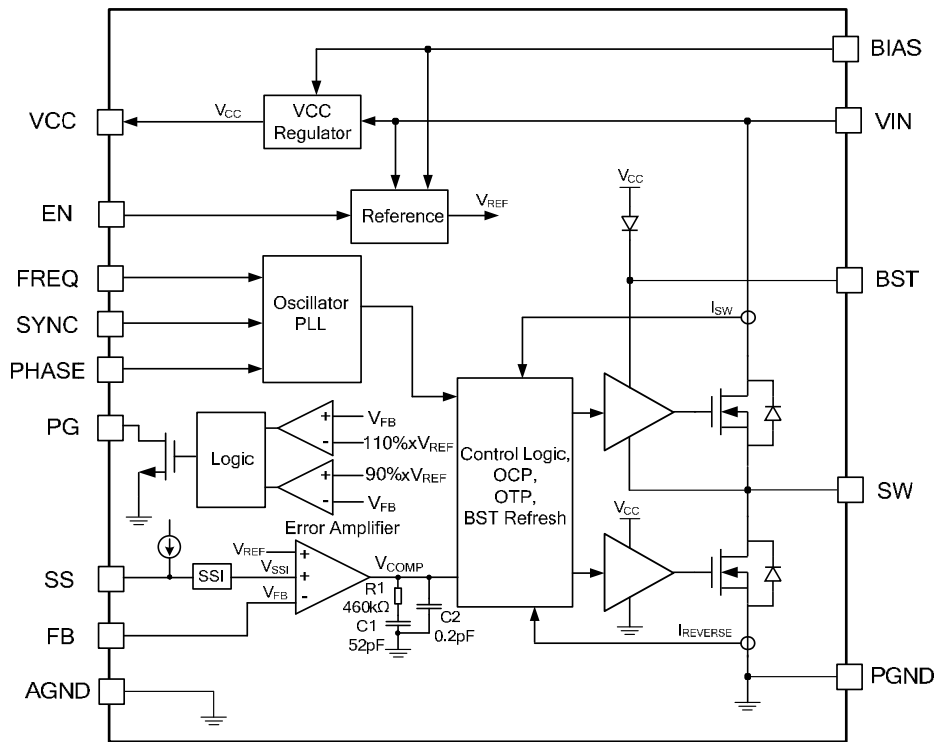 BIAS
VCC
VCC
VCC
Regulator
VIN
VCC
EN
Reference
VREF
FREQ
Oscillator
PLL
BST
SYNC
ISW
PHASE
PG
Logic
+
-
VFB
110%xVREF
+
-
90%xVREF
VFB
Control Logic,
OCP,
OTP,
BST Refresh
SW
VCC
Error Amplifier
SS
SSI
VREF
VSSI
VFB
+
+
-
VCOMP
R1
460kΩ
C1
52pF
C2
0.2pF
FB
IREVERSE
AGND
PGND